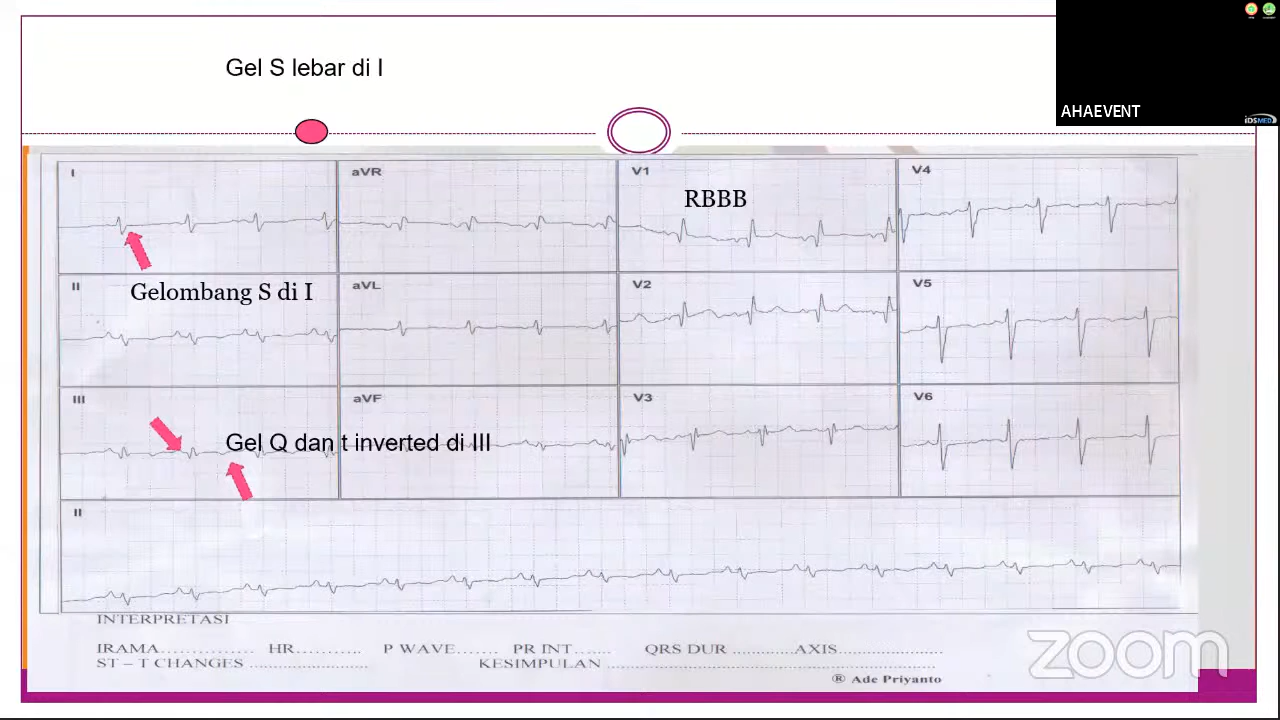 Gel S lebar di I
AHAEVENT
IDSMED
I
aVR
V1
V4
RBBB
II
Gelombang S di I
aVL
V2
V5
III
aVF
V3
V6
Gel Q dan t inverted di III
II
INTERPRETASI
IRAMA............. HR.......... P WAVE....... PR INT....... QRS DUR ............AXIS....................
ST – T CHANGES ....................... KESIMPULAN ................................................................
® Ade Priyanto
zoom